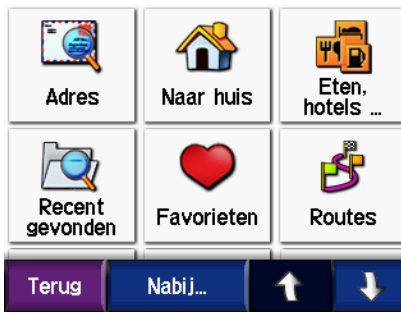 Adres
Naar huis
Eten,
hotels ...
Recent
gevonden
Favorieten
Routes
Terug
Nabij...